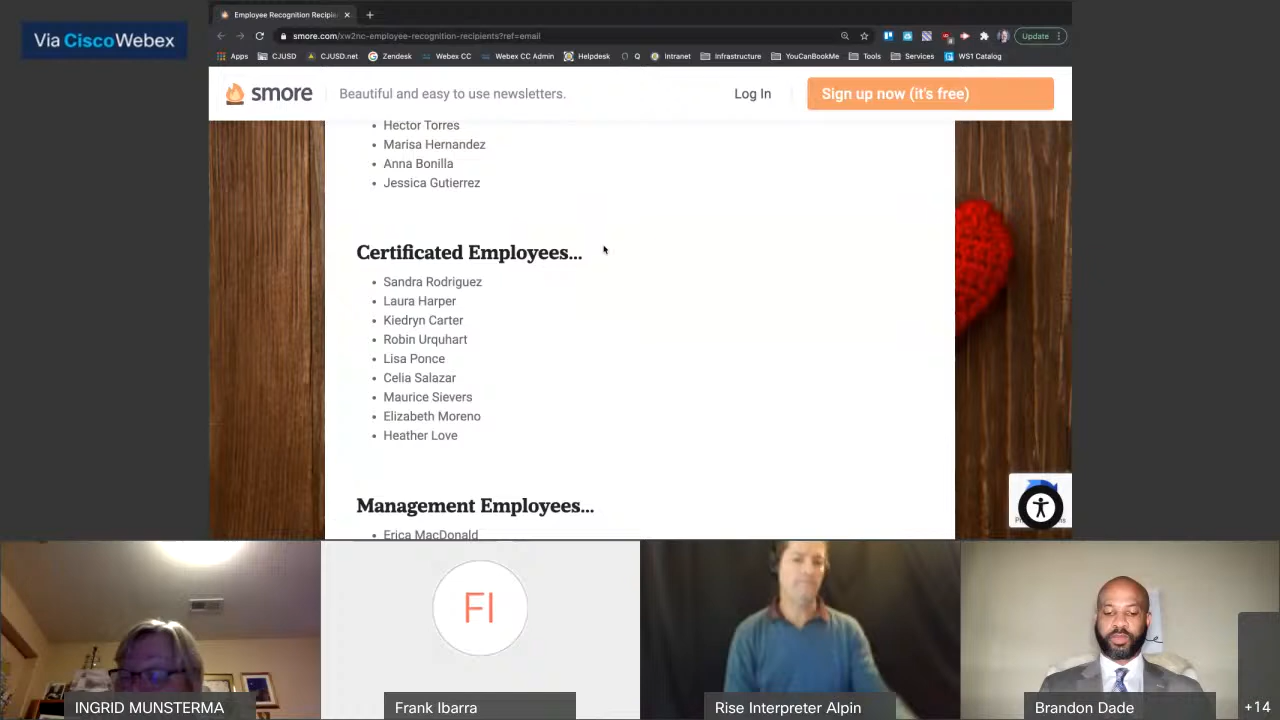 Via CiscoWebex
Employee Recognition Recipie
smore.com/xw2nc-employee-recognition-recipients?ref=email
Update
Apps CJUSD CJUSD.net Zendesk Webex CC Webex CC Admin Helpdesk Q Intranet Infrastructure YouCanBookMe Tools Services WS1 Catalog
smore Beautiful and easy to use newsletters. Log In Sign up now (it's free)
Hector Torres
Marisa Hernandez
Anna Bonilla
Jessica Gutierrez
Certificated Employees...
Sandra Rodriguez
Laura Harper
Kiedryn Carter
Robin Urquhart
Lisa Ponce
Celia Salazar
Maurice Sievers
Elizabeth Moreno
Heather Love
Management Employees...
Erica MacDonald
FI
INGRID MUNSTERMA Frank Ibarra Rise Interpreter Alpin Brandon Dade +14